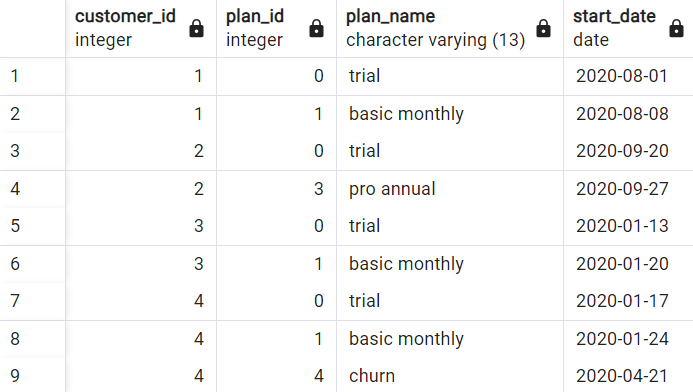 customer_id plan_id plan_name start_date
integer integer character varying (13) date
1 1 0 trial 2020-08-01
2 1 1 basic monthly 2020-08-08
3 2 0 trial 2020-09-20
4 2 3 pro annual 2020-09-27
5 3 0 trial 2020-01-13
6 3 1 basic monthly 2020-01-20
7 4 0 trial 2020-01-17
8 4 1 basic monthly 2020-01-24
9 4 4 churn 2020-04-21